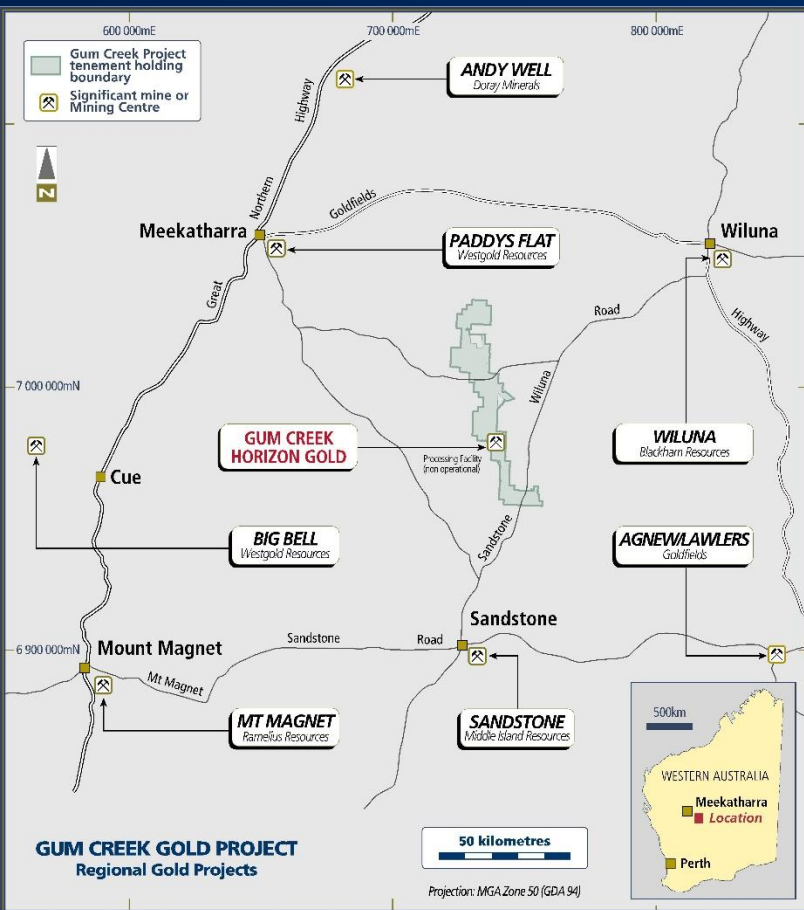 600 000mE
700 000mE
800 000mE
Gum Creek Project
tenement holding
boundary
Significant mine or
Mining Centre
N
ANDY WELL
Doray Minerals
Highway
Northern
Great
Goldfields
Meekatharra
PADDYS FLAT
Westgold Resources
Wiluna
Highway
Road
Wiluna
Sandstone
7 000 000mN
GUM CREEK
HORIZON GOLD
Processing Facility
(non operational)
WILUNA
Blackham Resources
Cue
BIG BELL
Westgold Resources
AGNEW/LAWLERS
Goldfields
6 900 000mN
Mount Magnet
Sandstone
Road
Sandstone
Mt Magnet
MT MAGNET
Ramelius Resources
SANDSTONE
Middle Island Resources
500km
WESTERN AUSTRALIA
Meekatharra
Location
Perth
GUM CREEK GOLD PROJECT
Regional Gold Projects
50 kilometres
Projection: MGA Zone 50 (GDA 94)